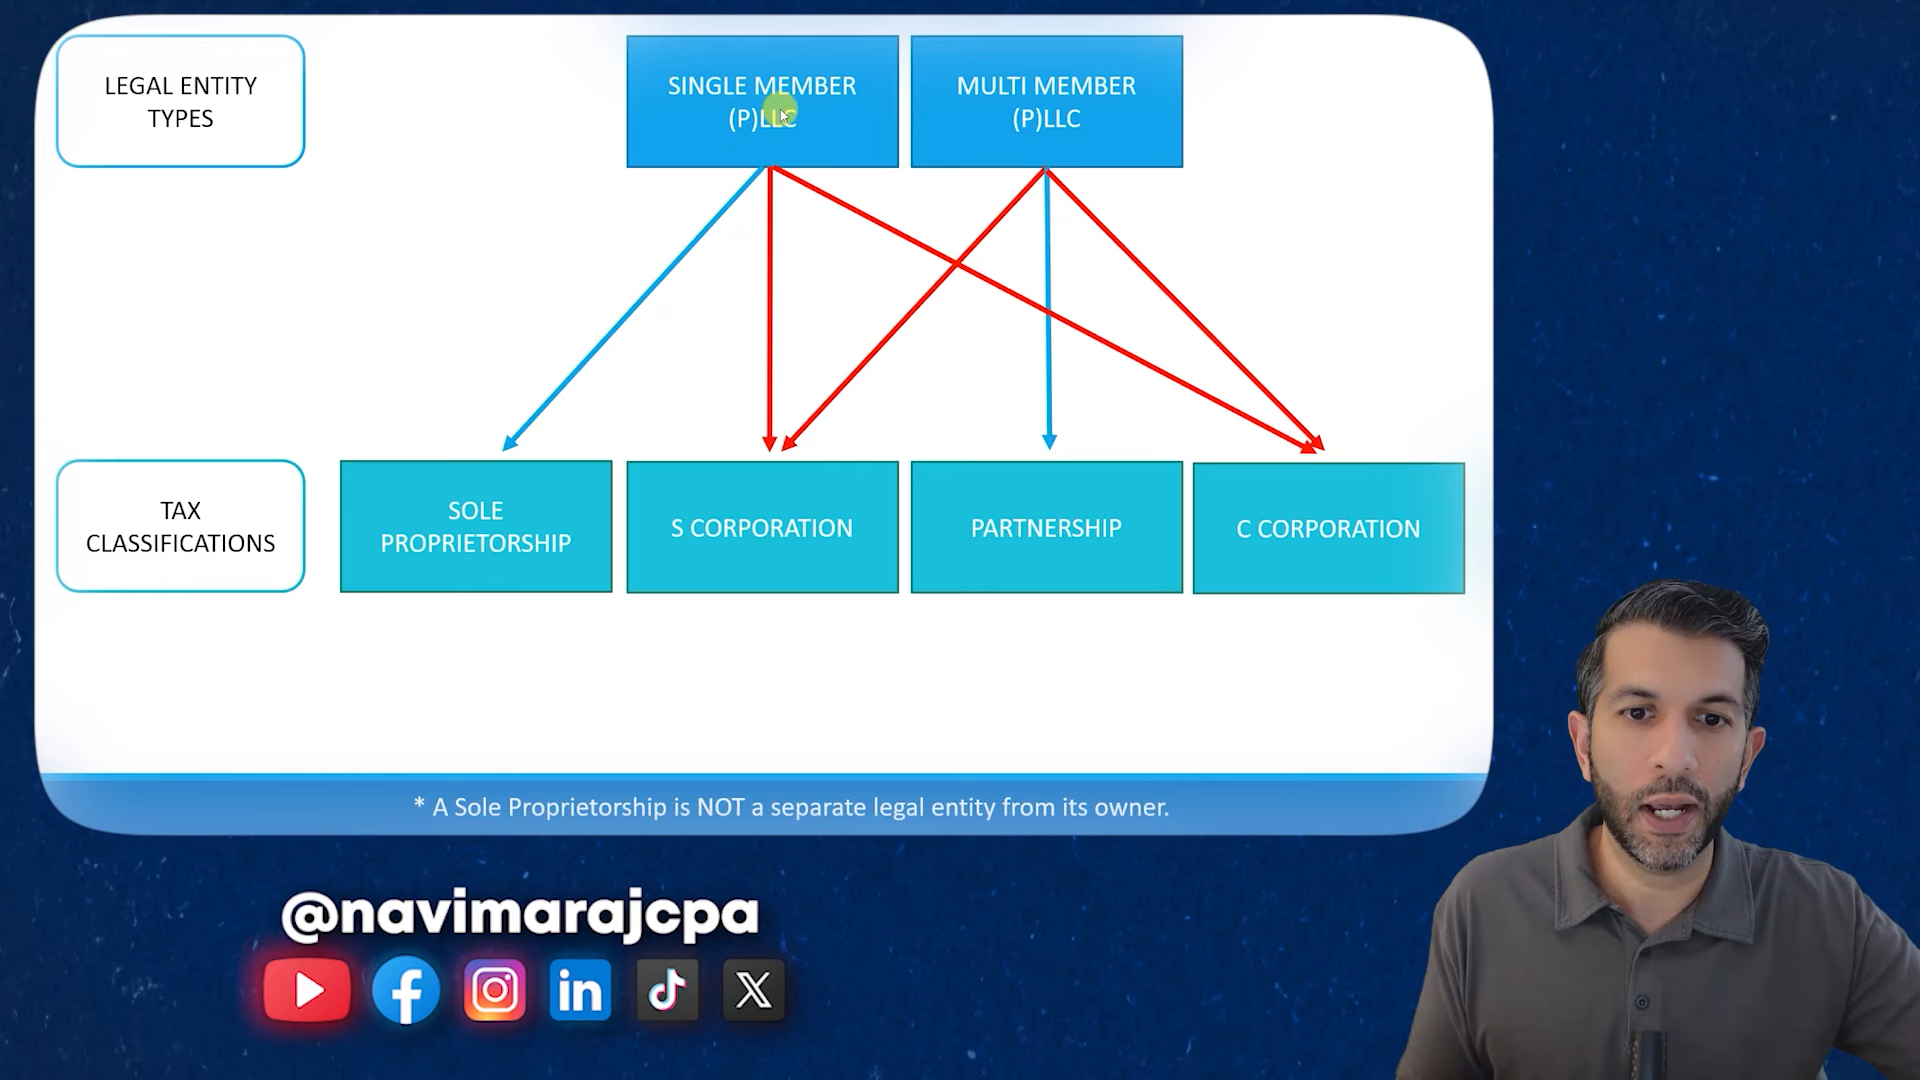 LEGAL ENTITY
TYPES
SINGLE MEMBER
(P)LLC
MULTI MEMBER
(P)LLC
TAX
CLASSIFICATIONS
SOLE
PROPRIETORSHIP
S CORPORATION
PARTNERSHIP
C CORPORATION
* A Sole Proprietorship is NOT a separate legal entity from its owner.
@navimarajcpa